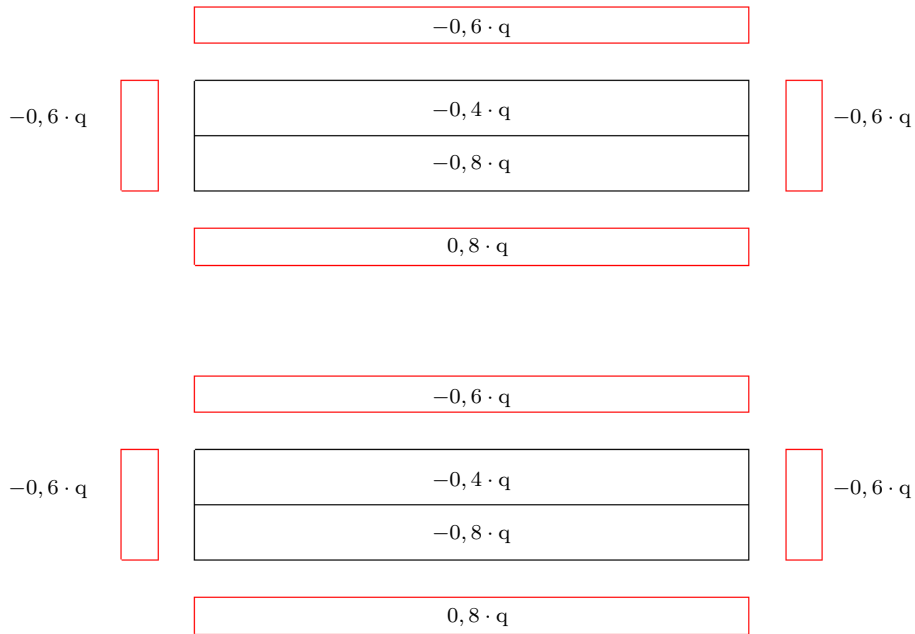 −0, 6 · q
−0, 6 · q
−0, 4 · q
−0, 6 · q
−0, 8 · q
0, 8 · q
−0, 6 · q
−0, 6 · q
−0, 4 · q
−0, 6 · q
−0, 8 · q
0, 8 · q